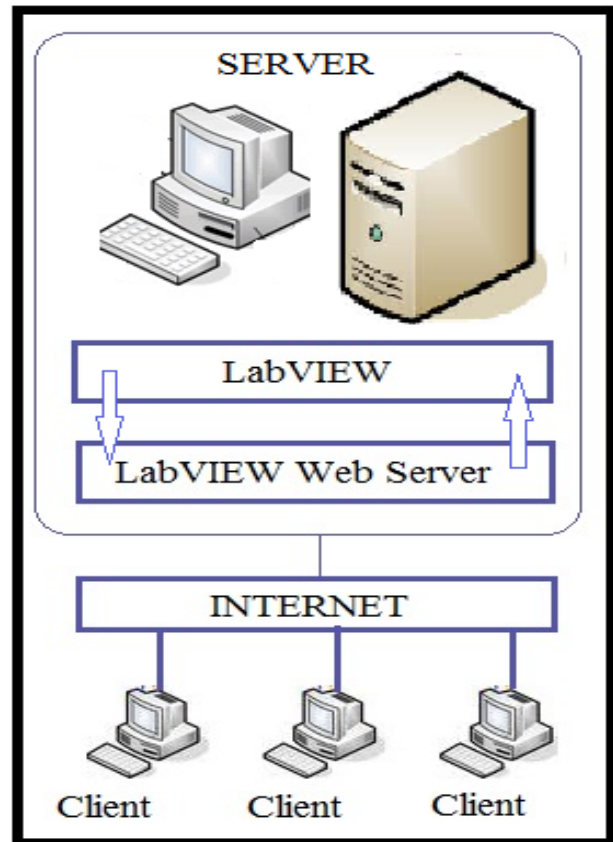 SERVER
LabVIEW
LabVIEW Web Server
INTERNET
Client
Client
Client